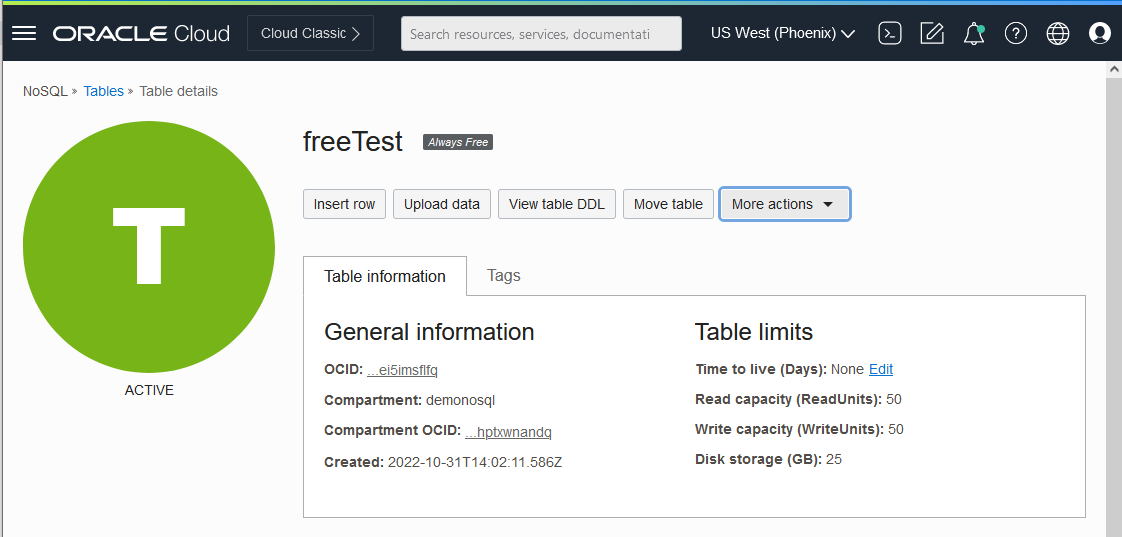 ORACLE Cloud
Cloud Classic >
Search resources, services, documentati
US West (Phoenix)
NoSQL » Tables » Table details
T
ACTIVE
freeTest
Always Free
Insert row
Upload data
View table DDL
Move table
More actions
Table information
Tags
General information
OCID: ...ei5imsflfq
Compartment: demonosql
Compartment OCID: ...hptxwnandq
Created: 2022-10-31T14:02:11.586Z
Table limits
Time to live (Days): None Edit
Read capacity (ReadUnits): 50
Write capacity (WriteUnits): 50
Disk storage (GB): 25